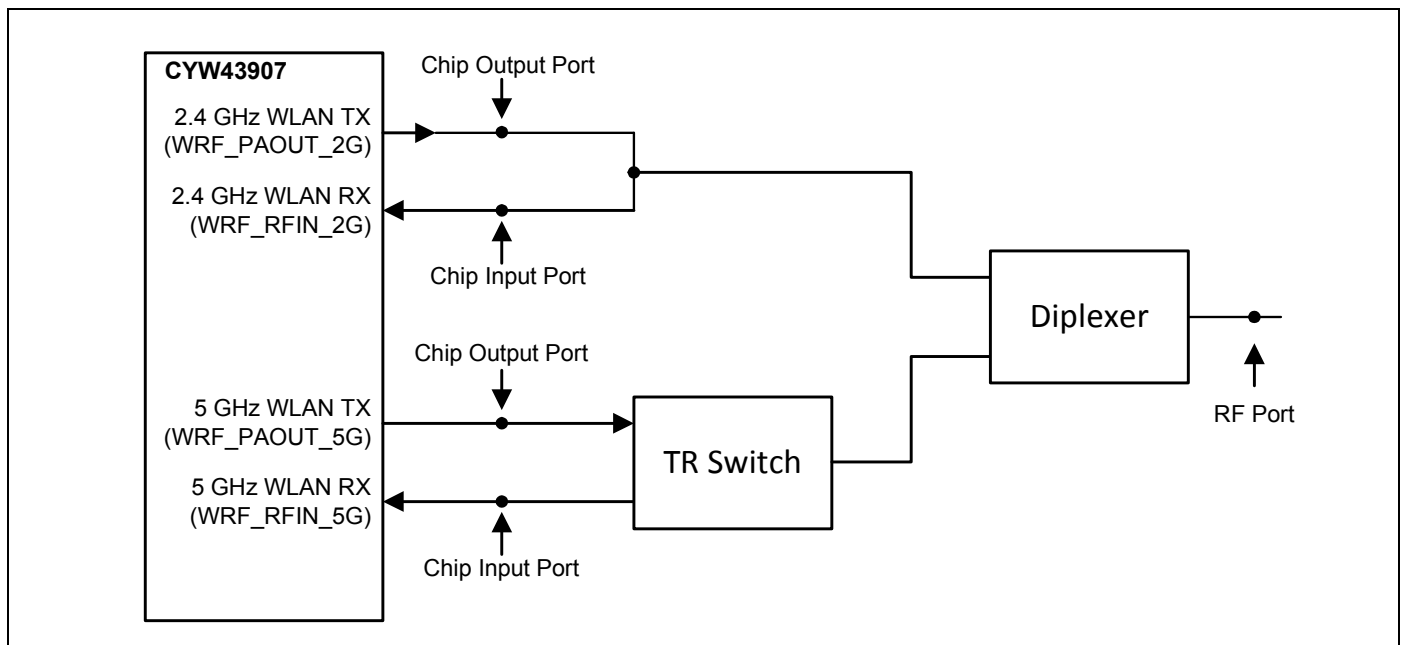 CYW43907
Chip Output Port
2.4 GHz WLAN TX
(WRF_PAOUT_2G)
2.4 GHz WLAN RX
(WRF_RFIN_2G)
Chip Input Port
Diplexer
RF Port
Chip Output Port
5 GHz WLAN TX
(WRF_PAOUT_5G)
TR Switch
5 GHz WLAN RX
(WRF_RFIN_5G)
Chip Input Port